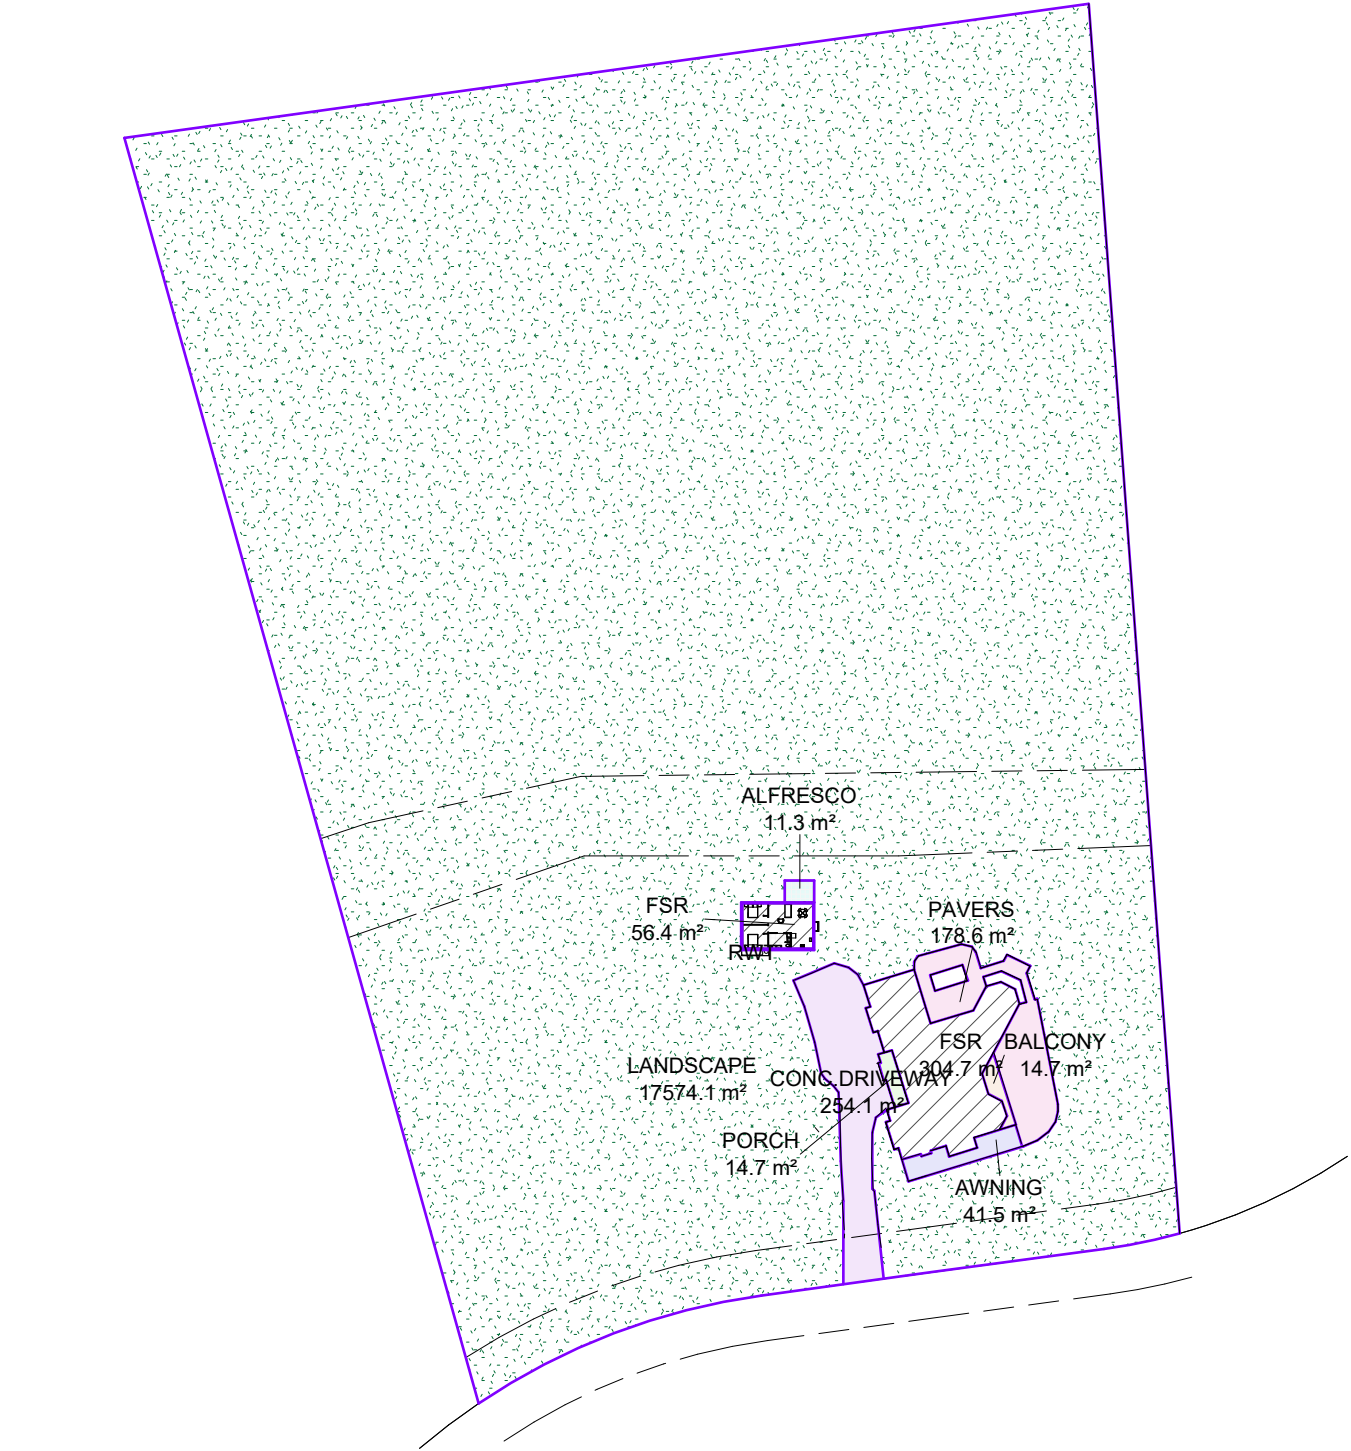 ALFRESCO
11.3 m²
FSR
56.4 m²
RWT
PAVERS
178.6 m²
FSR
304.7 m²
BALCONY
14.7 m²
LANDSCAPE
17574.1 m²
CONC.DRIVEWAY
254.1 m²
PORCH
14.7 m²
AWNING
41.5 m²